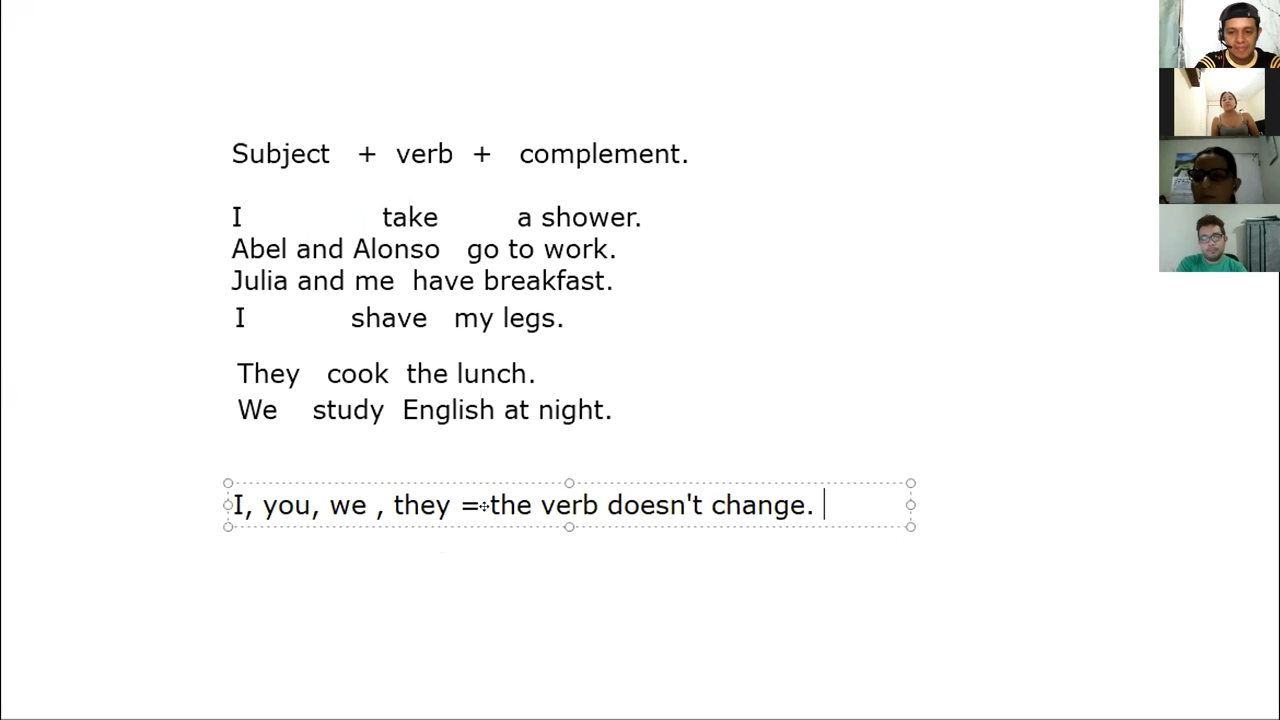 Subject + verb + complement.
I take a shower.
Abel and Alonso go to work.
Julia and me have breakfast.
I shave my legs.
They cook the lunch.
We study English at night.
I, you, we , they = the verb doesn't change.